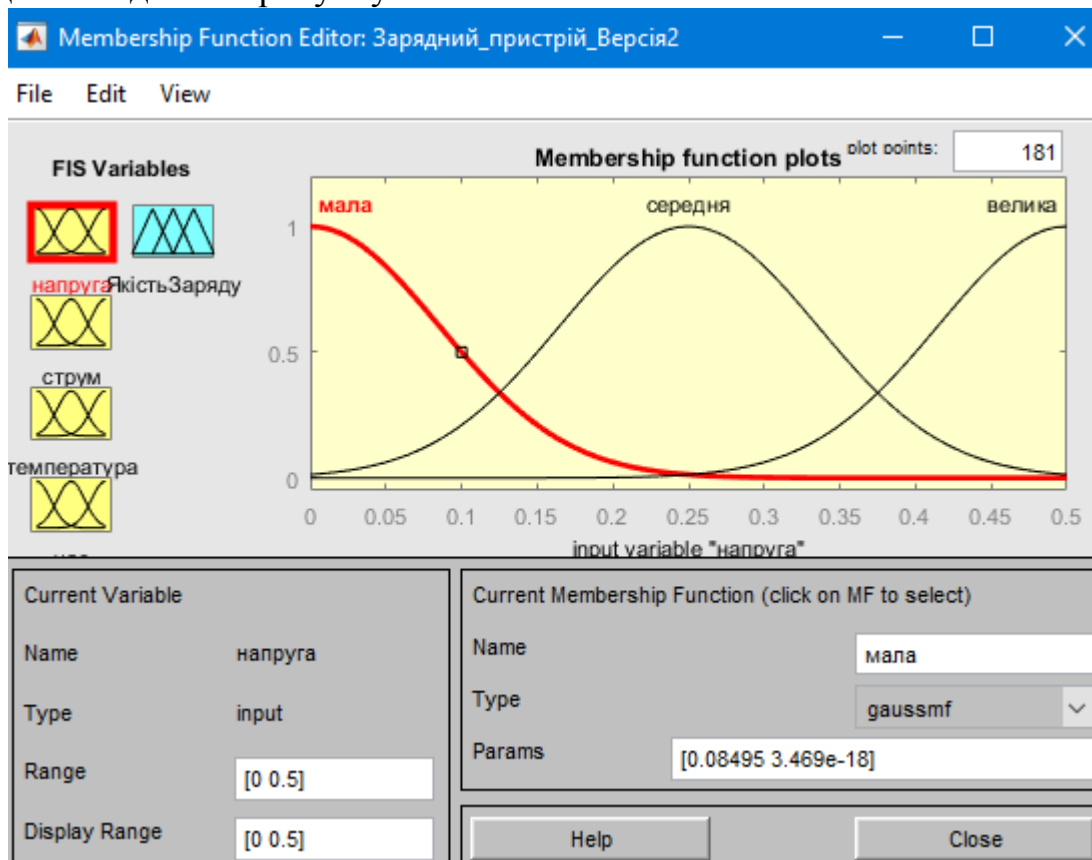 Membership Function Editor: Зарядний_пристрій_Версія2
File Edit View
FIS Variables
Membership function plots
plot points:
181
напруга
ЯкістьЗаряду
струм
температура
мала
середня
велика
1
0.5
0
0 0.05 0.1 0.15 0.2 0.25 0.3 0.35 0.4 0.45 0.5
input variable "напруга"
Current Variable
Name напруга
Type input
Range [0 0.5]
Display Range [0 0.5]
Current Membership Function (click on MF to select)
Name мала
Type gaussmf
Params [0.08495 3.469e-18]
Help Close